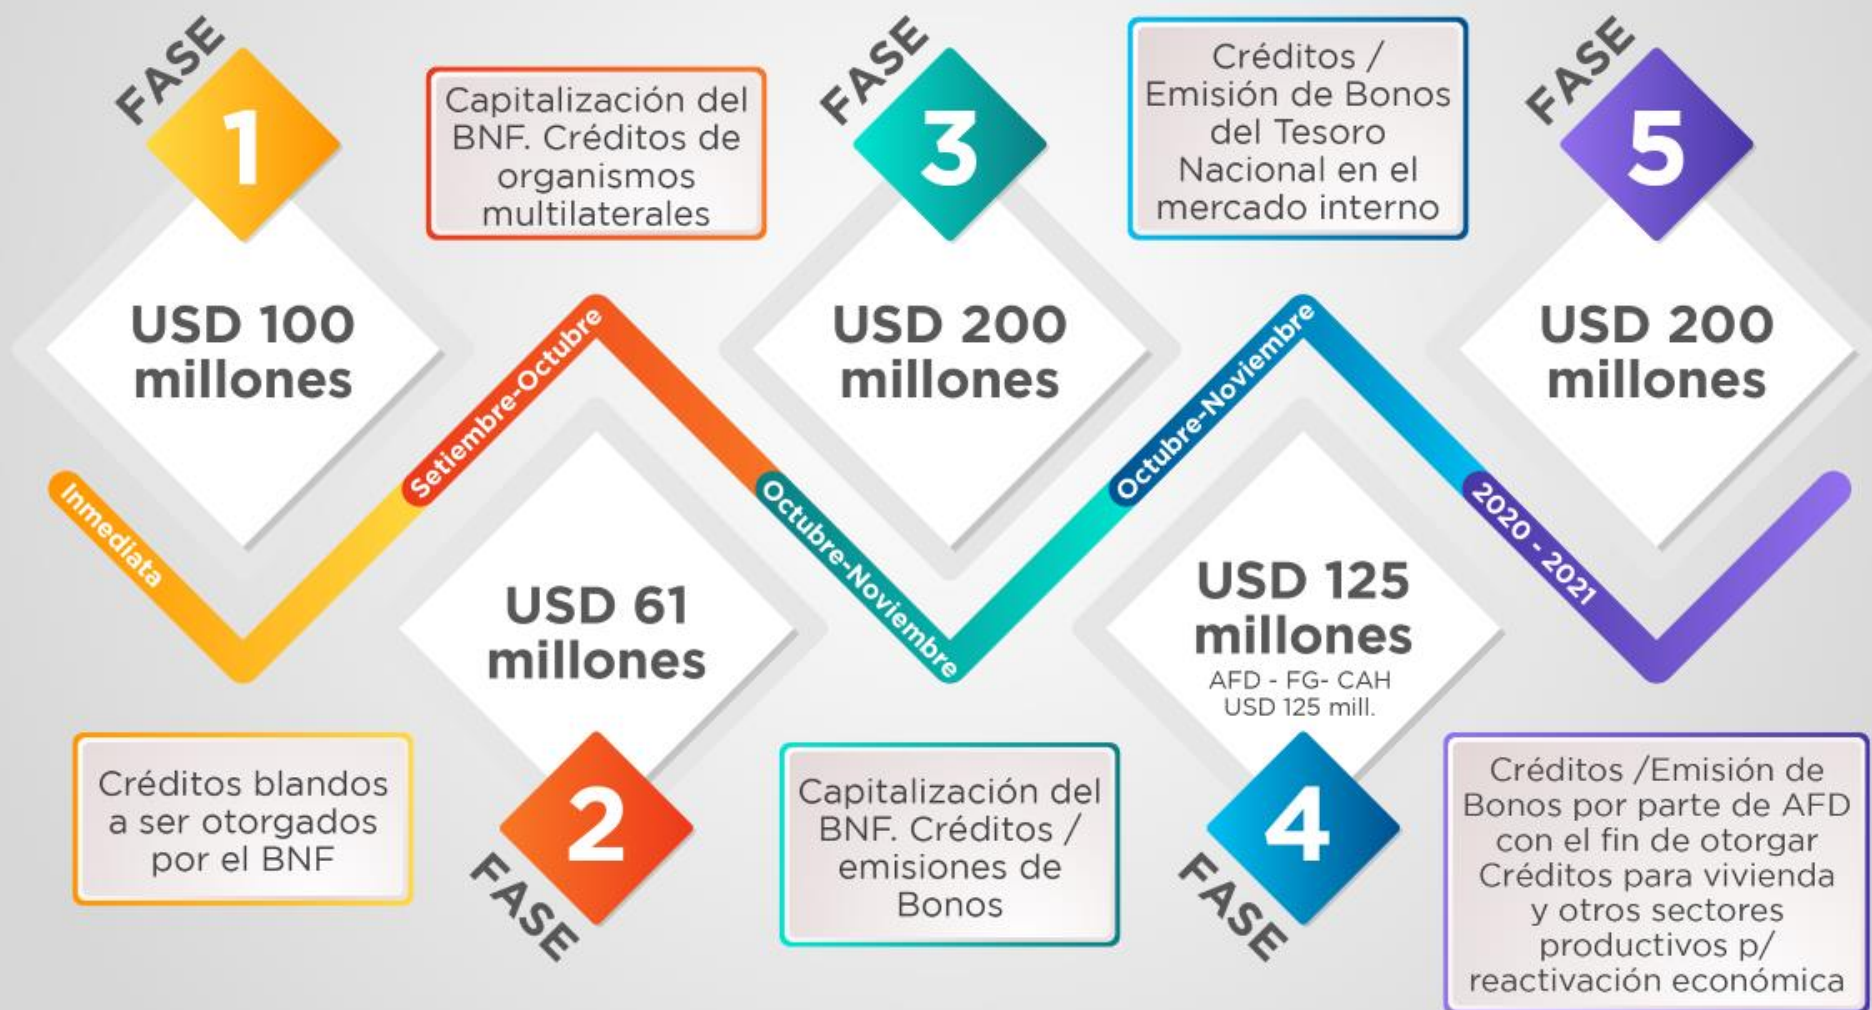 FASE
1
USD 100
millones
Inmediata
Créditos blandos
a ser otorgados
por el BNF
Capitalización del
BNF. Créditos de
organismos
multilaterales
Setiembre-Octubre
USD 61
millones
2
FASE
FASE
3
USD 200
millones
Octubre-Noviembre
Capitalización del
BNF. Créditos /
emisiones de
Bonos
Créditos /
Emisión de Bonos
del Tesoro
Nacional en el
mercado interno
Octubre-Noviembre
USD 125
millones
AFD - FG- CAH
USD 125 mill.
4
FASE
FASE
5
USD 200
millones
2020 - 2021
Créditos /Emisión de
Bonos por parte de AFD
con el fin de otorgar
Créditos para vivienda
y otros sectores
productivos p/
reactivación económica